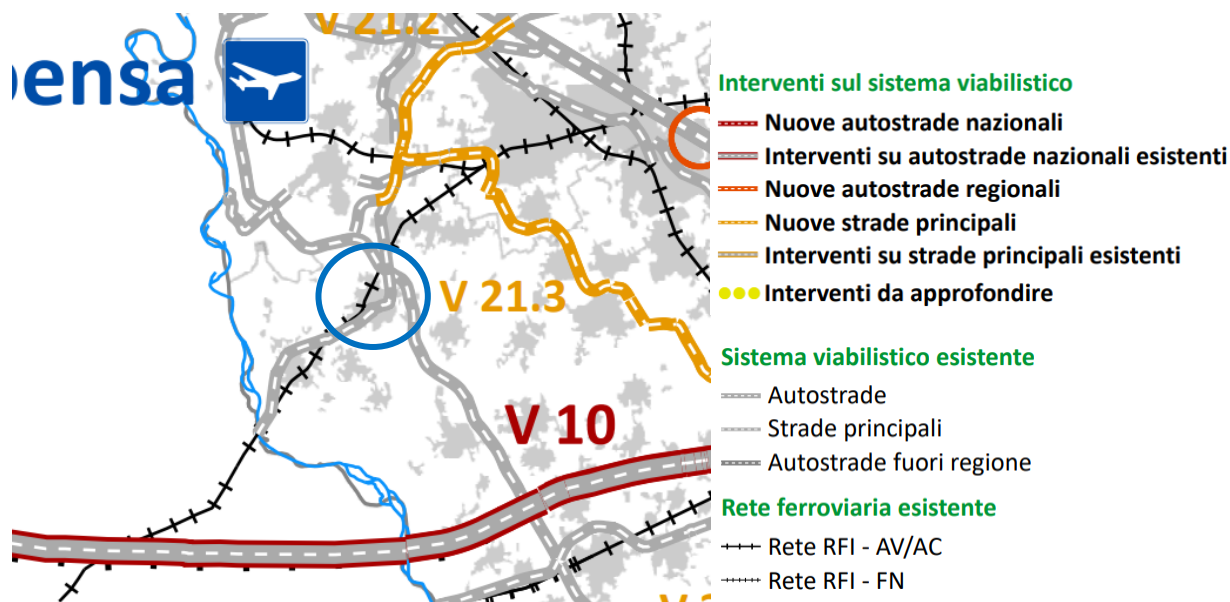 V 21.2
pensa
V 21.3
V 10
Interventi sul sistema viabilistico
Nuove autostrade nazionali
Interventi su autostrade nazionali esistenti
Nuove autostrade regionali
Nuove strade principali
Interventi su strade principali esistenti
Interventi da approfondire
Sistema viabilistico esistente
Autostrade
Strade principali
Autostrade fuori regione
Rete ferroviaria esistente
Rete RFI - AV/AC
Rete RFI - FN